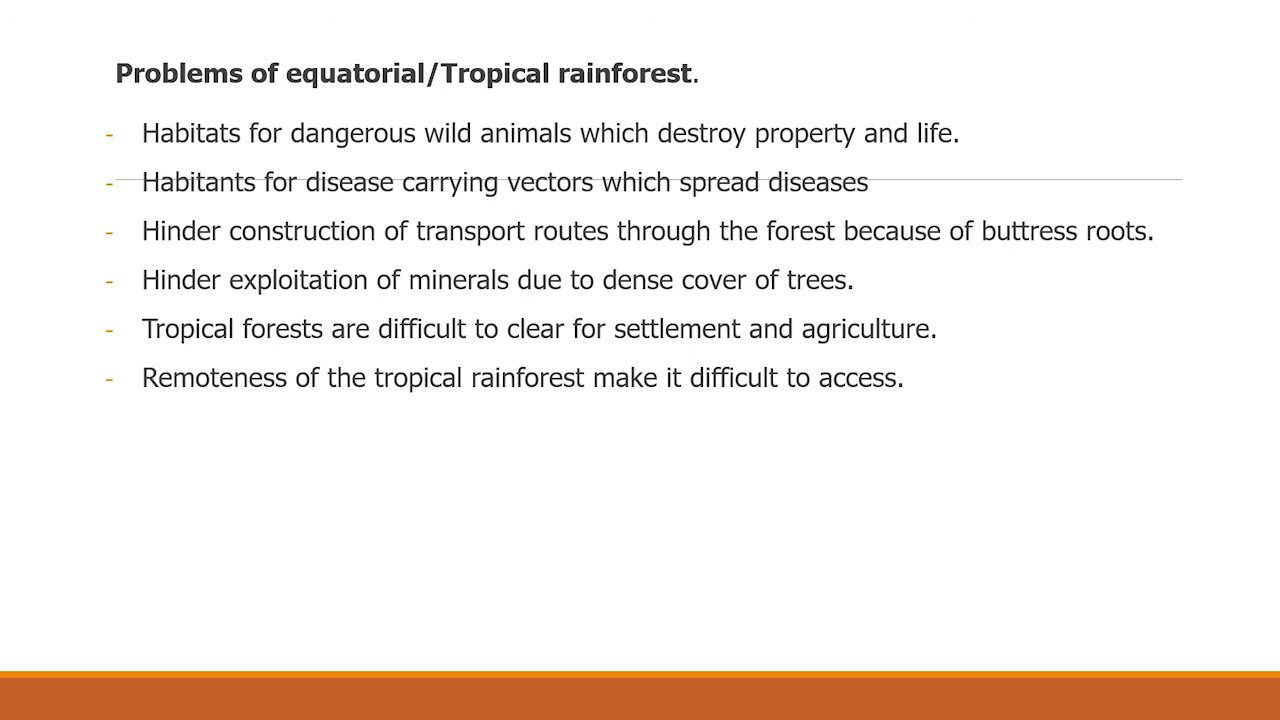 Problems of equatorial/Tropical rainforest.
- Habitats for dangerous wild animals which destroy property and life.
- Habitants for disease carrying vectors which spread diseases
- Hinder construction of transport routes through the forest because of buttress roots.
- Hinder exploitation of minerals due to dense cover of trees.
- Tropical forests are difficult to clear for settlement and agriculture.
- Remoteness of the tropical rainforest make it difficult to access.